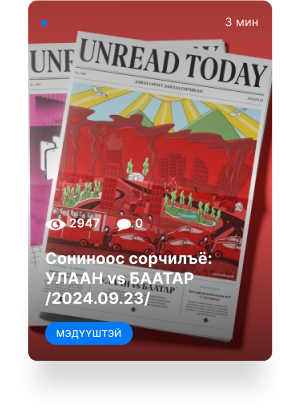 3 мин
UNREAD TODAY
2947 0
Сониноос сорчилъё:
УЛААН vs БААТАР
/2024.09.23/
МЭДҮҮШТЭЙ